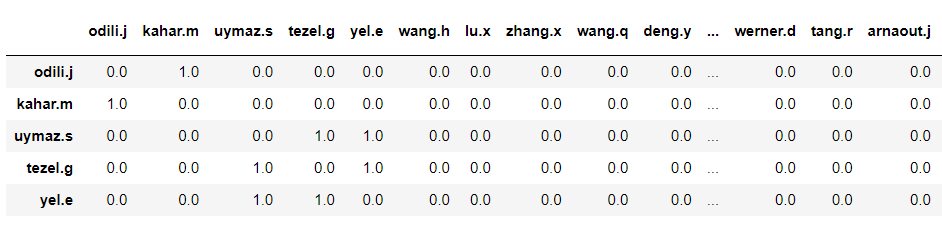 odili.j kahar.m uymaz.s tezel.g yel.e wang.h lu.x zhang.x wang.q deng.y ... werner.d tang.r arnaout.j
odili.j 0.0 1.0 0.0 0.0 0.0 0.0 0.0 0.0 0.0 0.0 ... 0.0 0.0 0.0
kahar.m 1.0 0.0 0.0 0.0 0.0 0.0 0.0 0.0 0.0 0.0 ... 0.0 0.0 0.0
uymaz.s 0.0 0.0 0.0 1.0 1.0 0.0 0.0 0.0 0.0 0.0 ... 0.0 0.0 0.0
tezel.g 0.0 0.0 1.0 0.0 1.0 0.0 0.0 0.0 0.0 0.0 ... 0.0 0.0 0.0
yel.e 0.0 0.0 1.0 1.0 0.0 0.0 0.0 0.0 0.0 0.0 ... 0.0 0.0 0.0